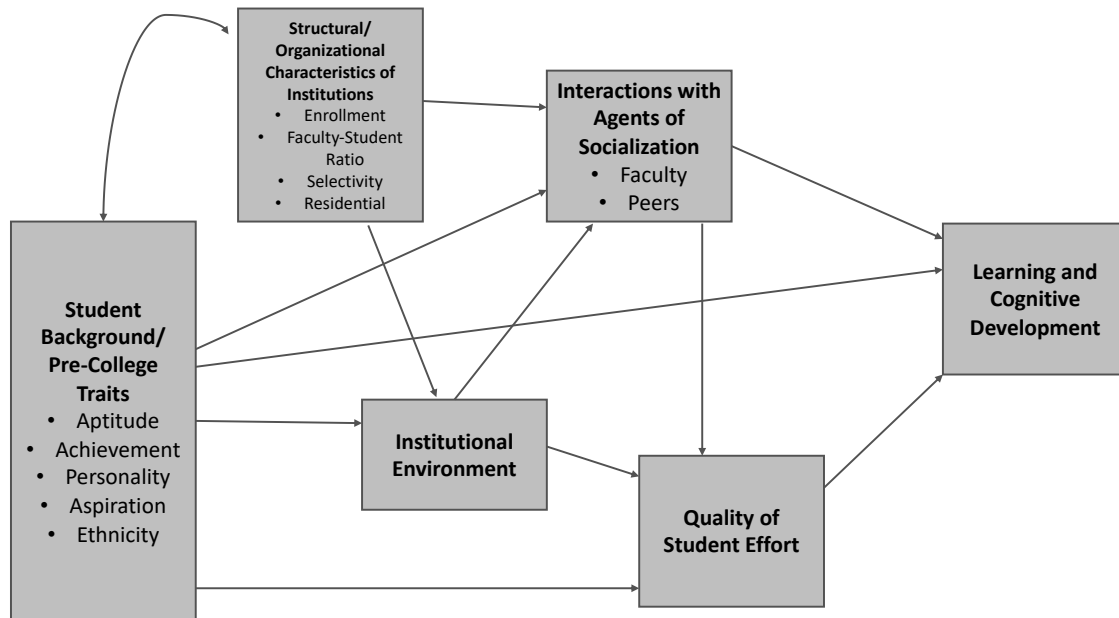 Structural/
Organizational
Characteristics of
Institutions
• Enrollment
• Faculty-Student
Ratio
• Selectivity
• Residential
Interactions with
Agents of
Socialization
• Faculty
• Peers
Student
Background/
Pre-College
Traits
• Aptitude
• Achievement
• Personality
• Aspiration
• Ethnicity
Institutional
Environment
Quality of
Student Effort
Learning and
Cognitive
Development